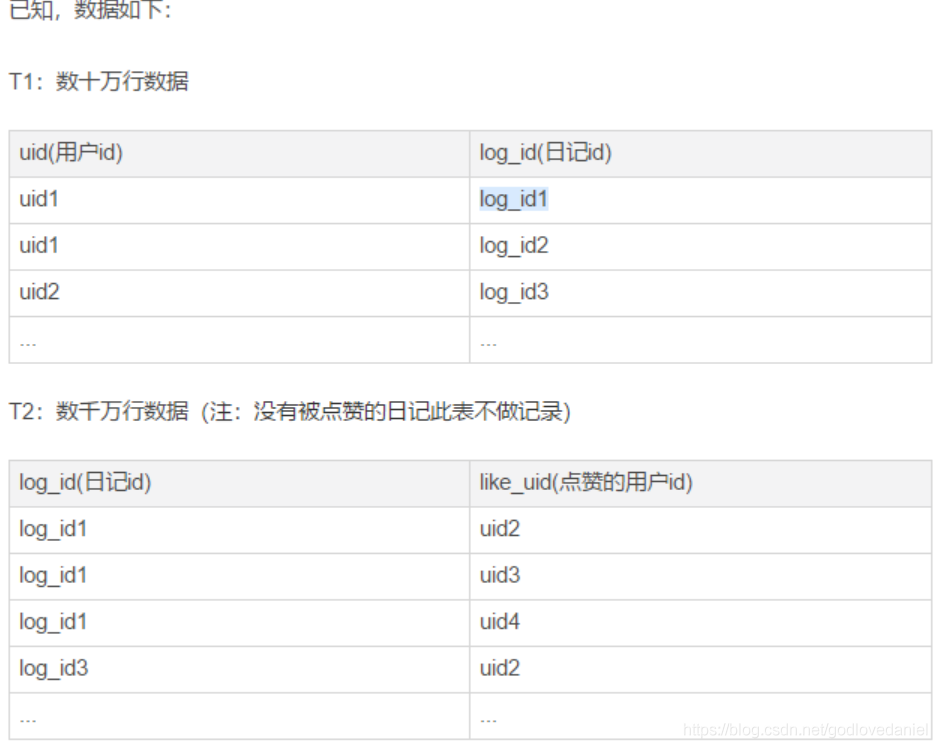 已知，数据如下：
T1：数十万行数据
uid(用户id) log_id(日记id)
uid1 log_id1
uid1 log_id2
uid2 log_id3
... ...
T2：数千万行数据（注：没有被点赞的日记此表不做记录）
log_id(日记id) like_uid(点赞的用户id)
log_id1 uid2
log_id1 uid3
log_id1 uid4
log_id3 uid2
... ...
https://blog.csdn.net/godlovedaniel